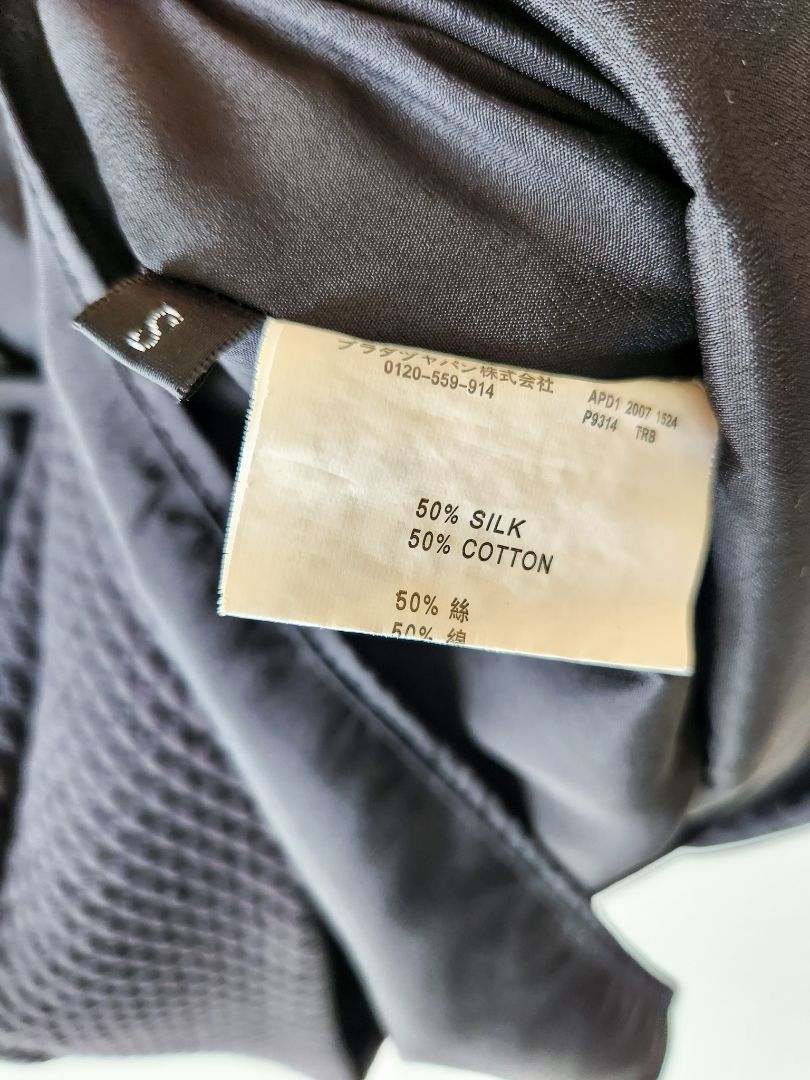 S
プラダジャパン株式会社
0120-559-914
APD1 2007 1524
P9314 TRB
50% SILK
50% COTTON
50% 絲
50% 綿